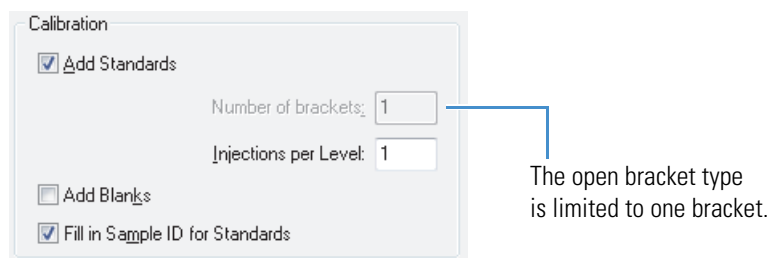 Calibration
Add Standards
Number of brackets: 1
Injections per Level: 1
Add Blanks
Fill in Sample ID for Standards
The open bracket type
is limited to one bracket.